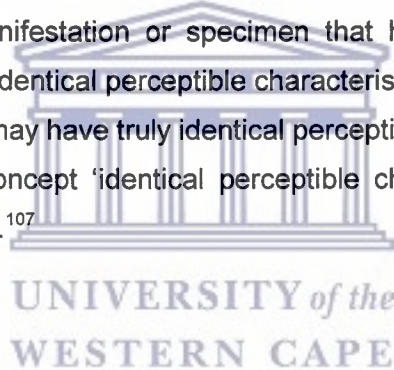 nifestation or specimen that h
dentical perceptible characteris
may have truly identical percepti
oncept 'identical perceptible ch
.107
UNIVERSITY of the
WESTERN CAPE